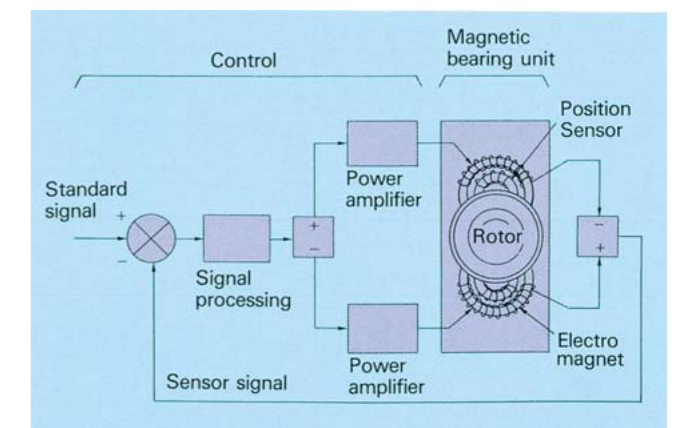 Control
Magnetic
bearing unit
Position
Sensor
Standard
signal
+
−
Signal
processing
+
−
Power
amplifier
Rotor
−
+
Power
amplifier
Electro
magnet
Sensor signal